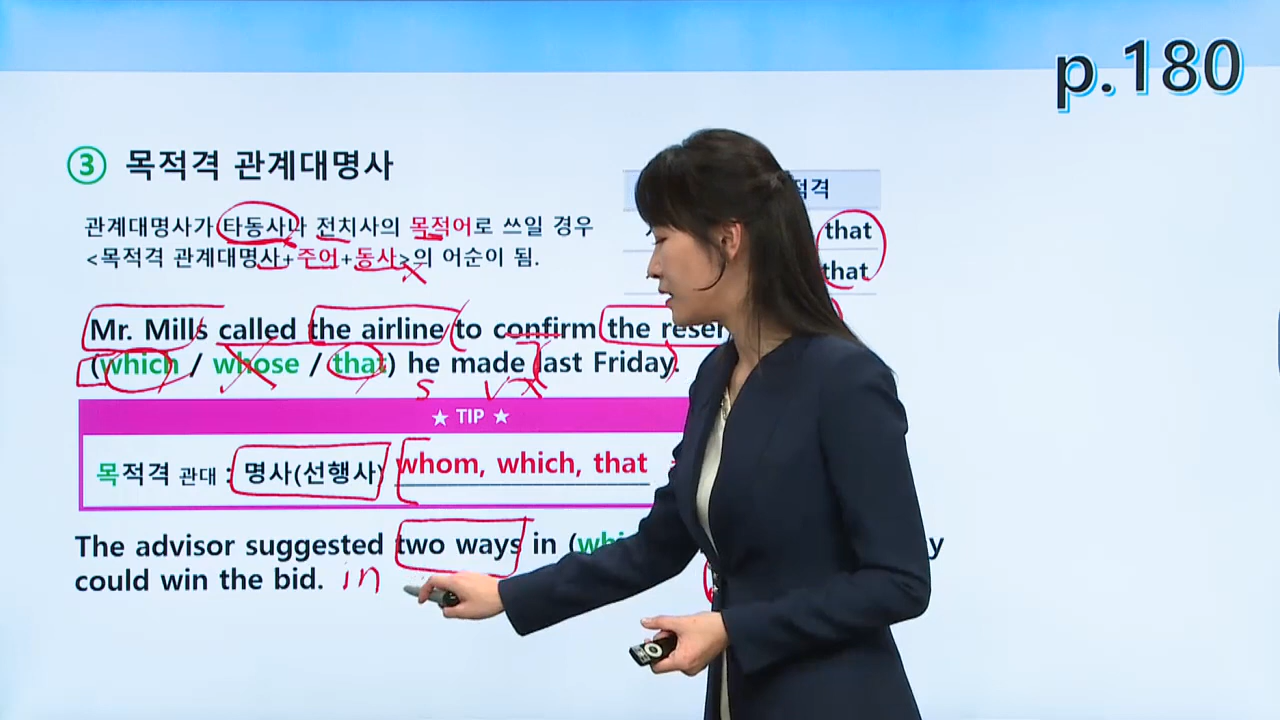 p.180
③ 목적격 관계대명사
관계대명사가 타동사나 전치사의 목적어로 쓰일 경우
<목적격 관계대명사+주어+동사>의 어순이 됨.
that
that
Mr. Mills called the airline to confirm the
(which / whose / that) he made last Friday.
s v
★ TIP ★
목적격 관대 : 명사(선행사) whom, which, that
The advisor suggested two ways in (
could win the bid. in